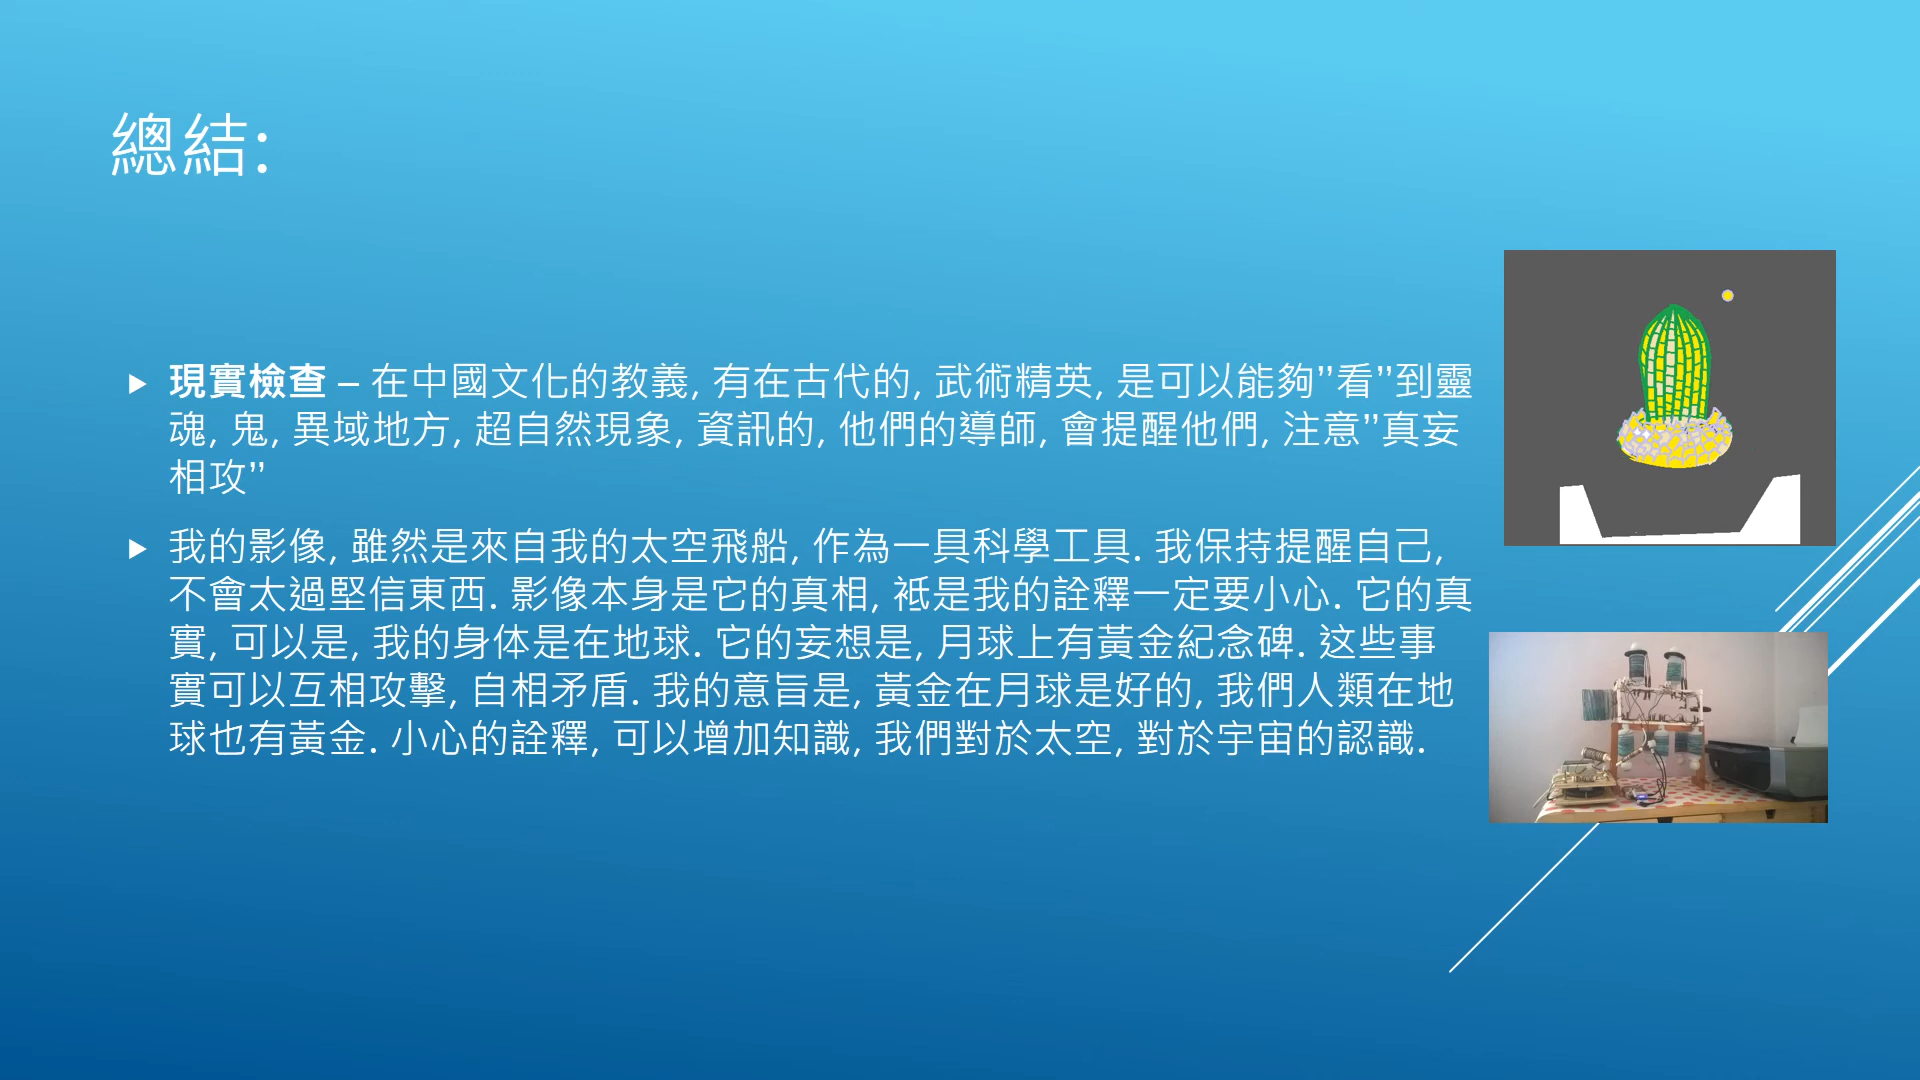 總結:
現實檢查 – 在中國文化的教義, 有在古代的, 武術精英, 是可以能夠”看”到靈
魂, 鬼, 異域地方, 超自然現象, 資訊的, 他們的導師, 會提醒他們, 注意”真妄
相攻”
我的影像, 雖然是來自我的太空飛船, 作為一具科學工具. 我保持提醒自己,
不會太過堅信東西. 影像本身是它的真相, 衹是我的詮釋一定要小心. 它的真
實, 可以是, 我的身体是在地球. 它的妄想是, 月球上有黃金紀念碑. 这些事
實可以互相攻擊, 自相矛盾. 我的意旨是, 黃金在月球是好的, 我們人類在地
球也有黃金. 小心的詮釋, 可以增加知識, 我們對於太空, 對於宇宙的認識.